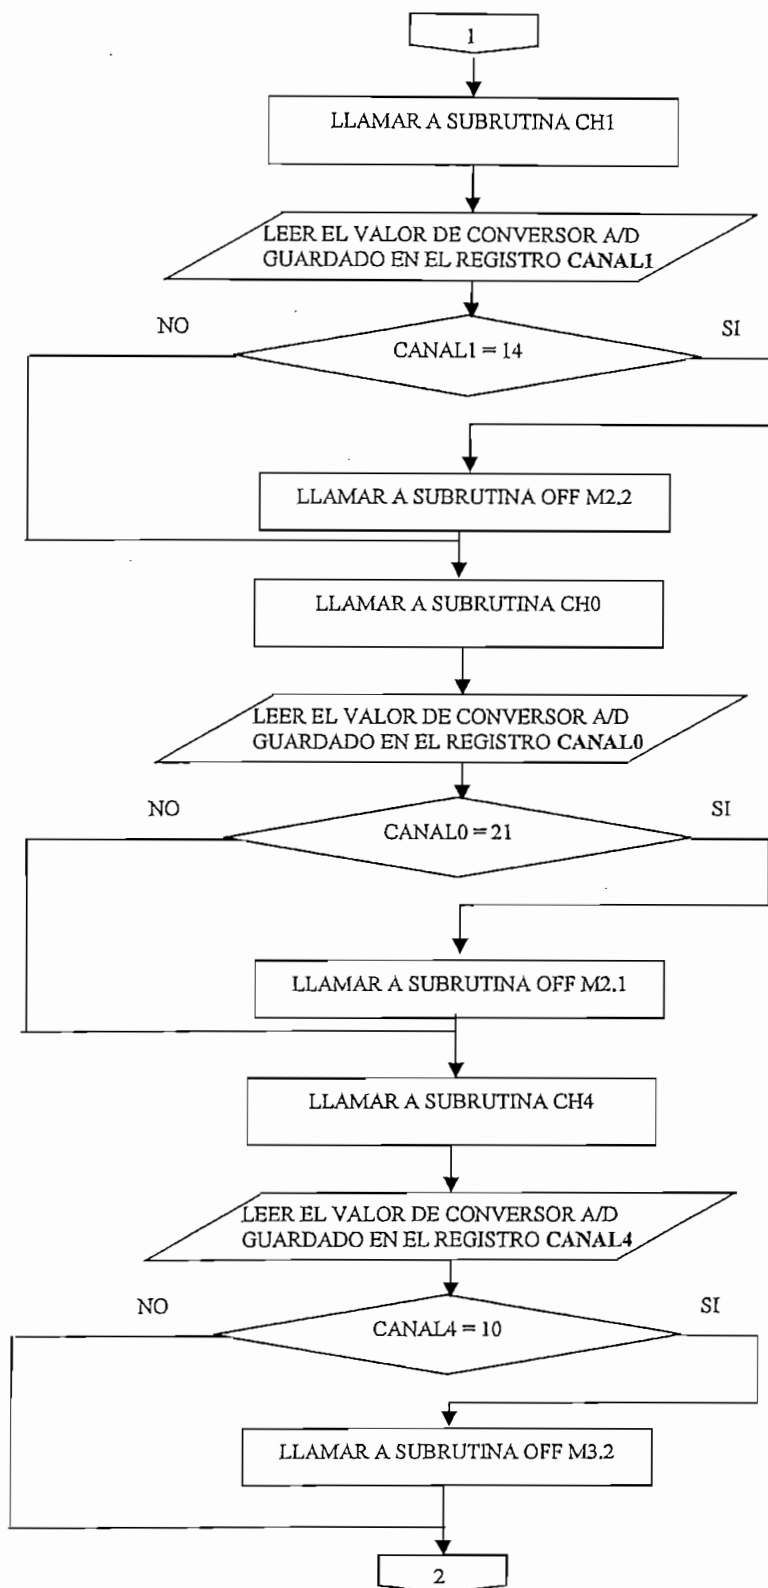 1
LLAMAR A SUBRUTINA CH1
LEER EL VALOR DE CONVERSOR A/D
GUARDADO EN EL REGISTRO CANAL1
NO
SI
CANAL1 = 14
LLAMAR A SUBRUTINA OFF M2.2
LLAMAR A SUBRUTINA CH0
LEER EL VALOR DE CONVERSOR A/D
GUARDADO EN EL REGISTRO CANAL0
NO
SI
CANAL0 = 21
LLAMAR A SUBRUTINA OFF M2.1
LLAMAR A SUBRUTINA CH4
LEER EL VALOR DE CONVERSOR A/D
GUARDADO EN EL REGISTRO CANAL4
NO
SI
CANAL4 = 10
LLAMAR A SUBRUTINA OFF M3.2
2